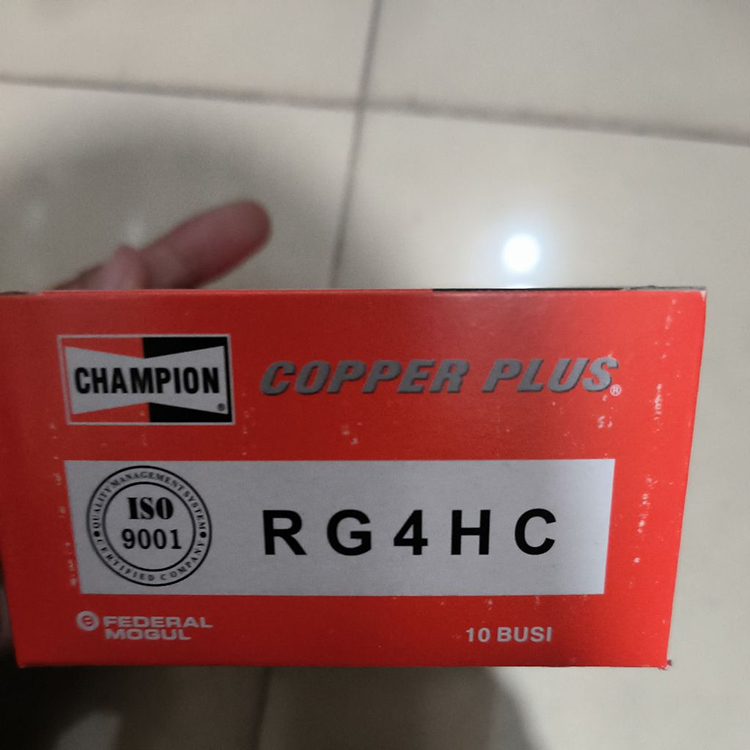 CHAMPION ®
COPPER PLUS ®
QUALITY MANAGEMENT SYSTEM
ISO
9001
CERTIFIED COMPANY
RG4HC
FEDERAL
MOGUL
10 BUSI